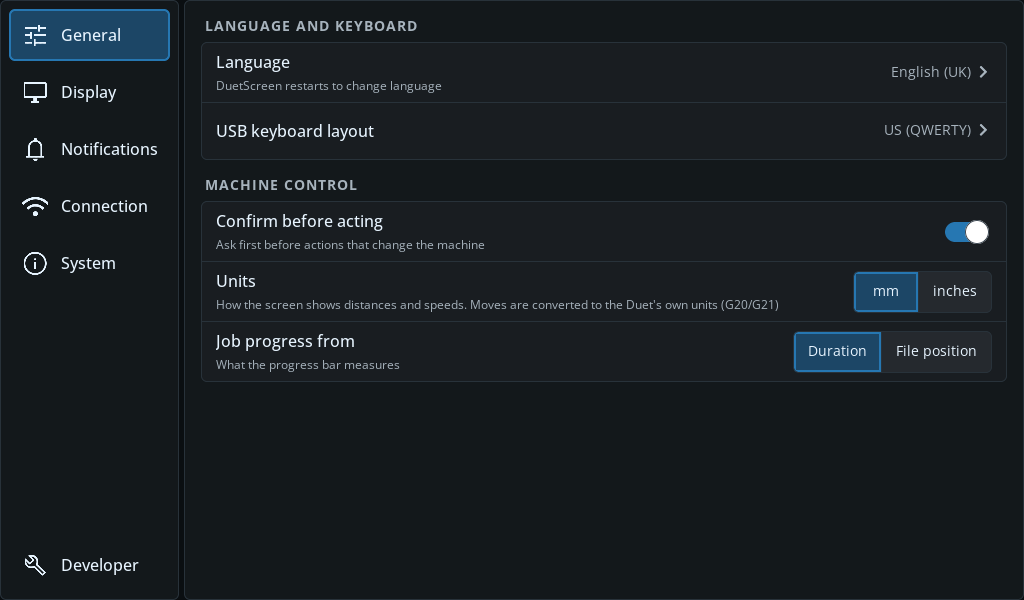 General
Display
Notifications
Connection
System
Developer
LANGUAGE AND KEYBOARD
Language
DuetScreen restarts to change language
English (UK)
USB keyboard layout
US (QWERTY)
MACHINE CONTROL
Confirm before acting
Ask first before actions that change the machine
Units
How the screen shows distances and speeds. Moves are converted to the Duet's own units (G20/G21)
mm
inches
Job progress from
What the progress bar measures
Duration
File position